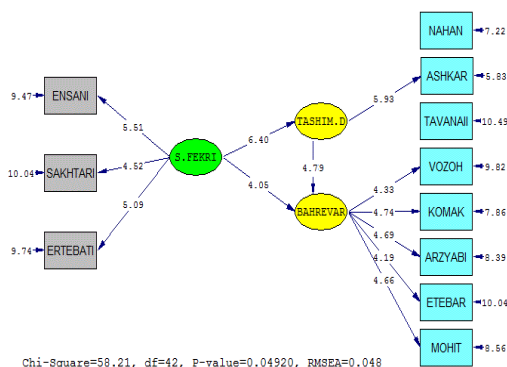 NAHAN
7.22
ENSANI
9.47
ASHKAR
5.83
5.51
5.93
TASHIM.D
TAVANAII
10.49
6.40
S.FEKRI
SAKHTARI
10.04
4.52
4.79
VOZOH
9.82
4.33
4.05
5.09
BAHREVAR
KOMAK
7.86
4.74
4.69
ERTEBATI
9.74
ARZYABI
8.39
4.19
4.66
ETEBAR
10.04
MOHIT
8.56
Chi-Square=58.21, df=42, P-value=0.04920, RMSEA=0.048